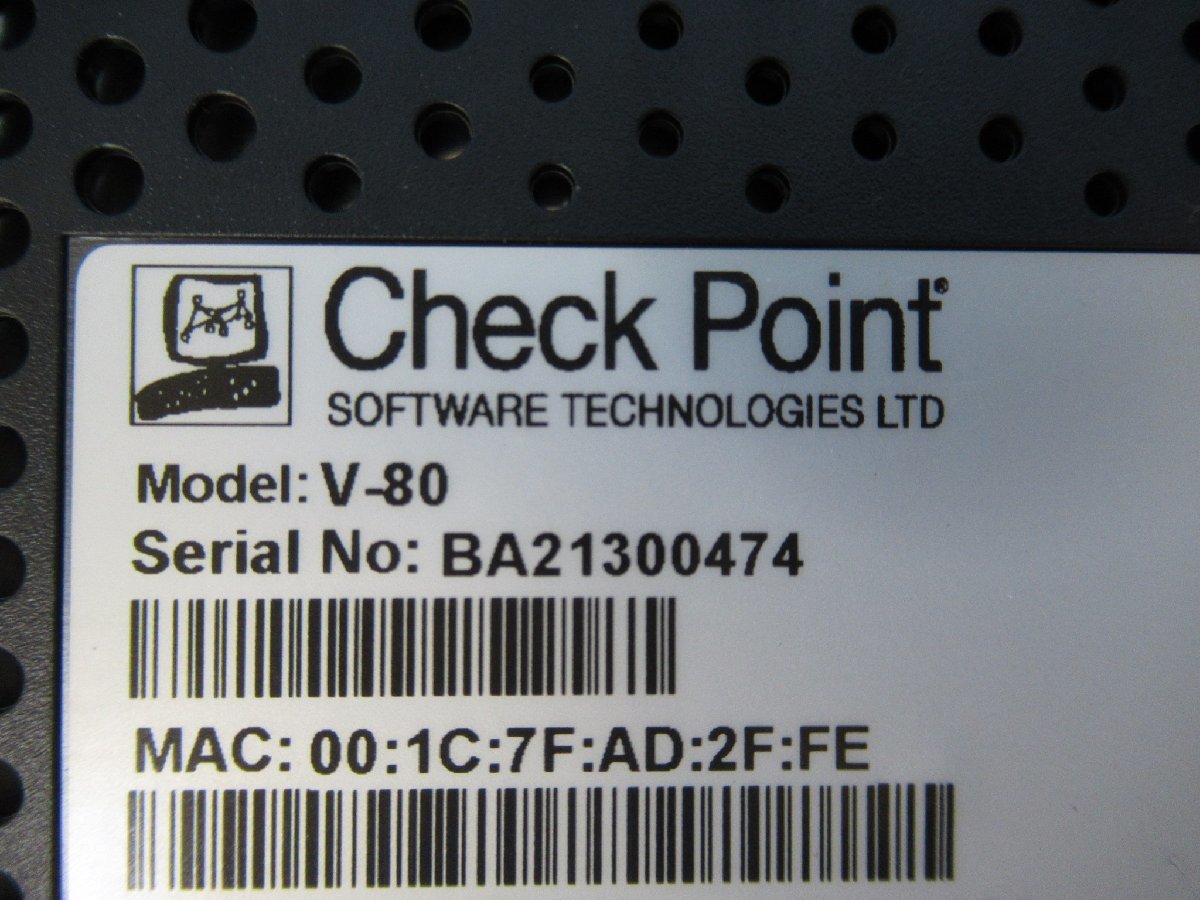 Check Point®
SOFTWARE TECHNOLOGIES LTD
Model: V-80
Serial No: BA21300474
MAC: 00:1C:7F:AD:2F:FE